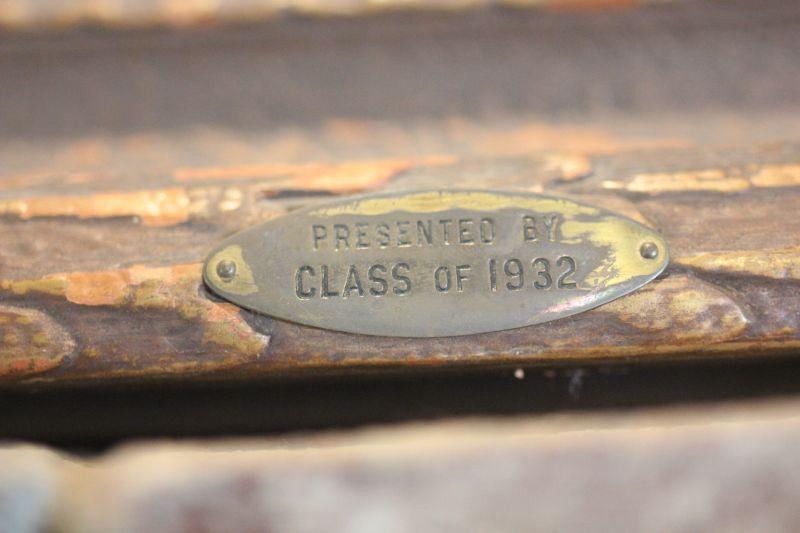 PRESENTED BY
CLASS OF 1932